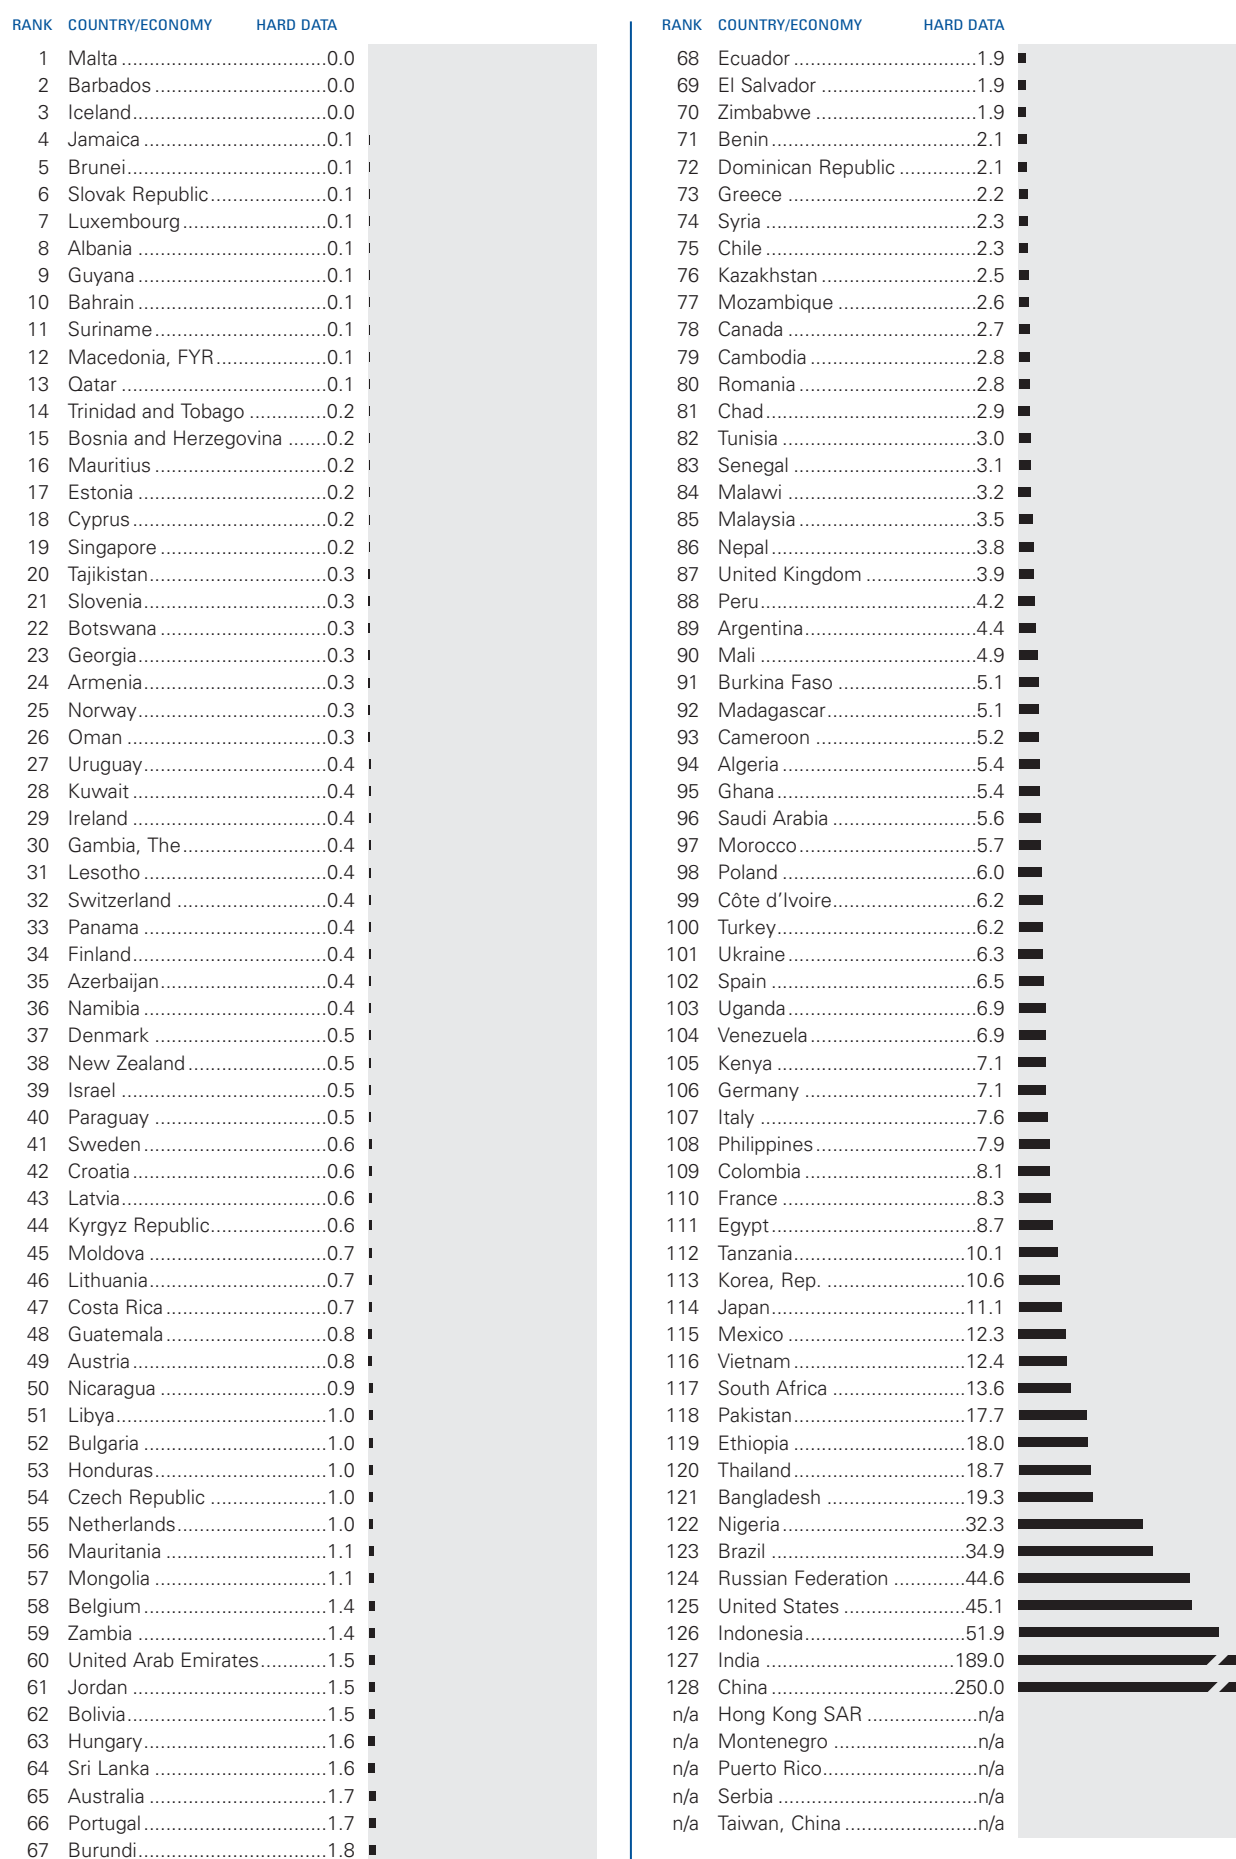 RANK COUNTRY/ECONOMY HARD DATA
1 Malta 0.0
2 Barbados 0.0
3 Iceland 0.0
4 Jamaica 0.1
5 Brunei 0.1
6 Slovak Republic 0.1
7 Luxembourg 0.1
8 Albania 0.1
9 Guyana 0.1
10 Bahrain 0.1
11 Suriname 0.1
12 Macedonia, FYR 0.1
13 Qatar 0.1
14 Trinidad and Tobago 0.2
15 Bosnia and Herzegovina 0.2
16 Mauritius 0.2
17 Estonia 0.2
18 Cyprus 0.2
19 Singapore 0.2
20 Tajikistan 0.3
21 Slovenia 0.3
22 Botswana 0.3
23 Georgia 0.3
24 Armenia 0.3
25 Norway 0.3
26 Oman 0.3
27 Uruguay 0.4
28 Kuwait 0.4
29 Ireland 0.4
30 Gambia, The 0.4
31 Lesotho 0.4
32 Switzerland 0.4
33 Panama 0.4
34 Finland 0.4
35 Azerbaijan 0.4
36 Namibia 0.4
37 Denmark 0.5
38 New Zealand 0.5
39 Israel 0.5
40 Paraguay 0.5
41 Sweden 0.6
42 Croatia 0.6
43 Latvia 0.6
44 Kyrgyz Republic 0.6
45 Moldova 0.7
46 Lithuania 0.7
47 Costa Rica 0.7
48 Guatemala 0.8
49 Austria 0.8
50 Nicaragua 0.9
51 Libya 1.0
52 Bulgaria 1.0
53 Honduras 1.0
54 Czech Republic 1.0
55 Netherlands 1.0
56 Mauritania 1.1
57 Mongolia 1.1
58 Belgium 1.4
59 Zambia 1.4
60 United Arab Emirates 1.5
61 Jordan 1.5
62 Bolivia 1.5
63 Hungary 1.6
64 Sri Lanka 1.6
65 Australia 1.7
66 Portugal 1.7
67 Burundi 1.8
RANK COUNTRY/ECONOMY HARD DATA
68 Ecuador 1.9
69 El Salvador 1.9
70 Zimbabwe 1.9
71 Benin 2.1
72 Dominican Republic 2.1
73 Greece 2.2
74 Syria 2.3
75 Chile 2.3
76 Kazakhstan 2.5
77 Mozambique 2.6
78 Canada 2.7
79 Cambodia 2.8
80 Romania 2.8
81 Chad 2.9
82 Tunisia 3.0
83 Senegal 3.1
84 Malawi 3.2
85 Malaysia 3.5
86 Nepal 3.8
87 United Kingdom 3.9
88 Peru 4.2
89 Argentina 4.4
90 Mali 4.9
91 Burkina Faso 5.1
92 Madagascar 5.1
93 Cameroon 5.2
94 Algeria 5.4
95 Ghana 5.4
96 Saudi Arabia 5.6
97 Morocco 5.7
98 Poland 6.0
99 Côte d’Ivoire 6.2
100 Turkey 6.2
101 Ukraine 6.3
102 Spain 6.5
103 Uganda 6.9
104 Venezuela 6.9
105 Kenya 7.1
106 Germany 7.1
107 Italy 7.6
108 Philippines 7.9
109 Colombia 8.1
110 France 8.3
111 Egypt 8.7
112 Tanzania 10.1
113 Korea, Rep. 10.6
114 Japan 11.1
115 Mexico 12.3
116 Vietnam 12.4
117 South Africa 13.6
118 Pakistan 17.7
119 Ethiopia 18.0
120 Thailand 18.7
121 Bangladesh 19.3
122 Nigeria 32.3
123 Brazil 34.9
124 Russian Federation 44.6
125 United States 45.1
126 Indonesia 51.9
127 India 189.0
128 China 250.0
n/a Hong Kong SAR n/a
n/a Montenegro n/a
n/a Puerto Rico n/a
n/a Serbia n/a
n/a Taiwan, China n/a